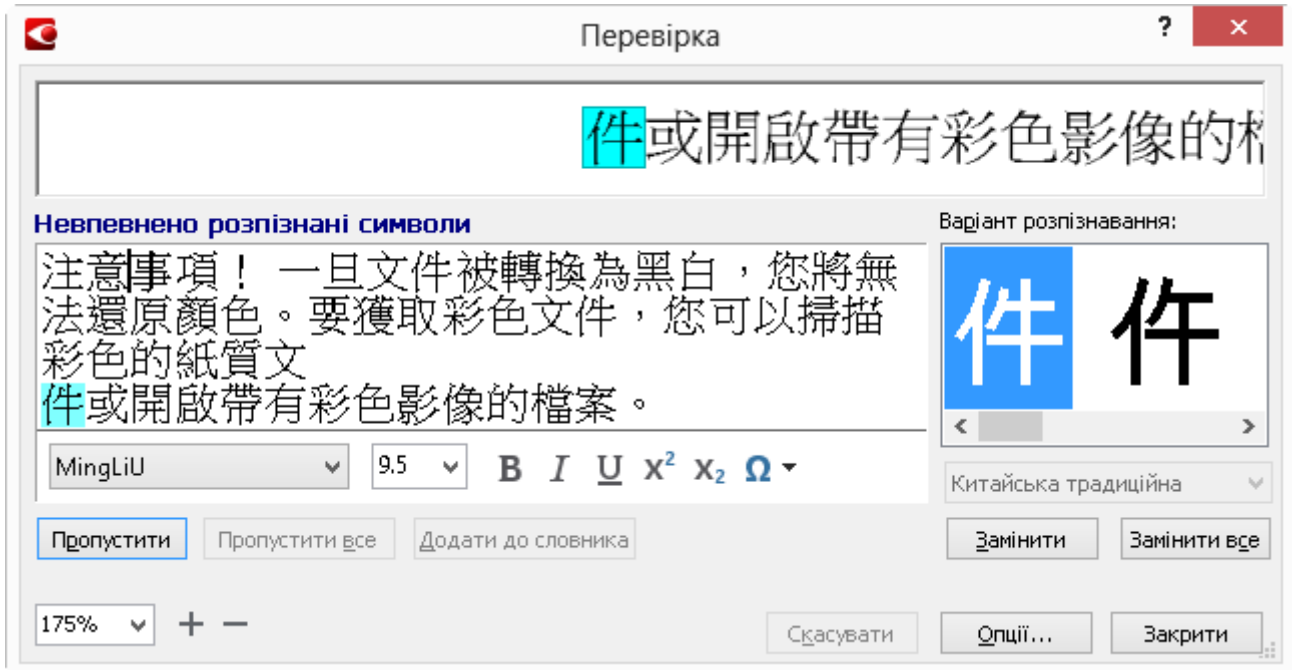 Перевірка
?
件或開啟帶有彩色影像的檔
Невпевнено розпізнані символи
Варіант розпізнавання:
注意事項！ 一旦文件被轉換為黑白，您將無
法還原顏色。要獲取彩色文件，您可以掃描
彩色的紙質文
件或開啟帶有彩色影像的檔案。
件 仵
MingLiU
9.5
B I U X² X₂ Ω
Китайська традиційна
Пропустити
Пропустити все
Додати до словника
Замінити
Замінити все
175%
Скасувати
Опції...
Закрити